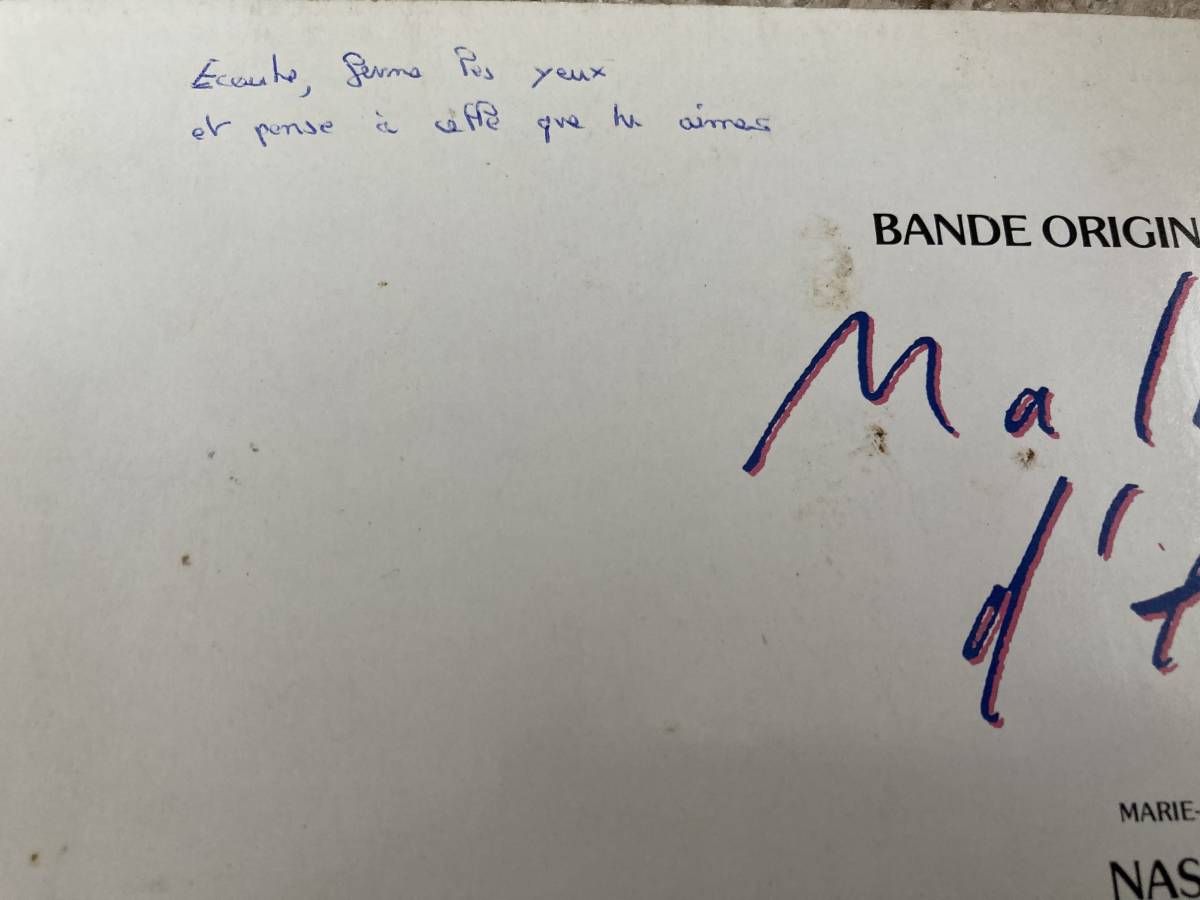 Ecoute, ferme les yeux
et pense à celle que tu aimes
BANDE ORIGIN
Mal
d'é
MARIE-
NAS